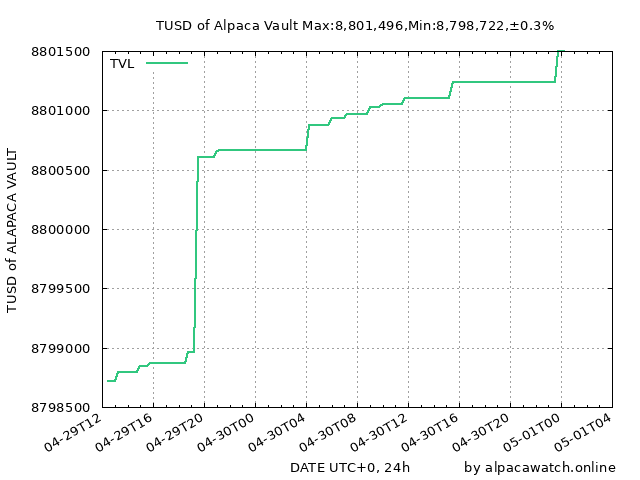 TUSD of Alpaca Vault Max:8,801,496,Min:8,798,722,±0.3%
8801500
TVL
8801000
8800500
8800000
8799500
8799000
8798500
TUSD of ALAPACA VAULT
04-29T12
04-29T16
04-29T20
04-30T00
04-30T04
04-30T08
04-30T12
04-30T16
04-30T20
05-01T00
05-01T04
DATE UTC+0, 24h
by alpacawatch.online